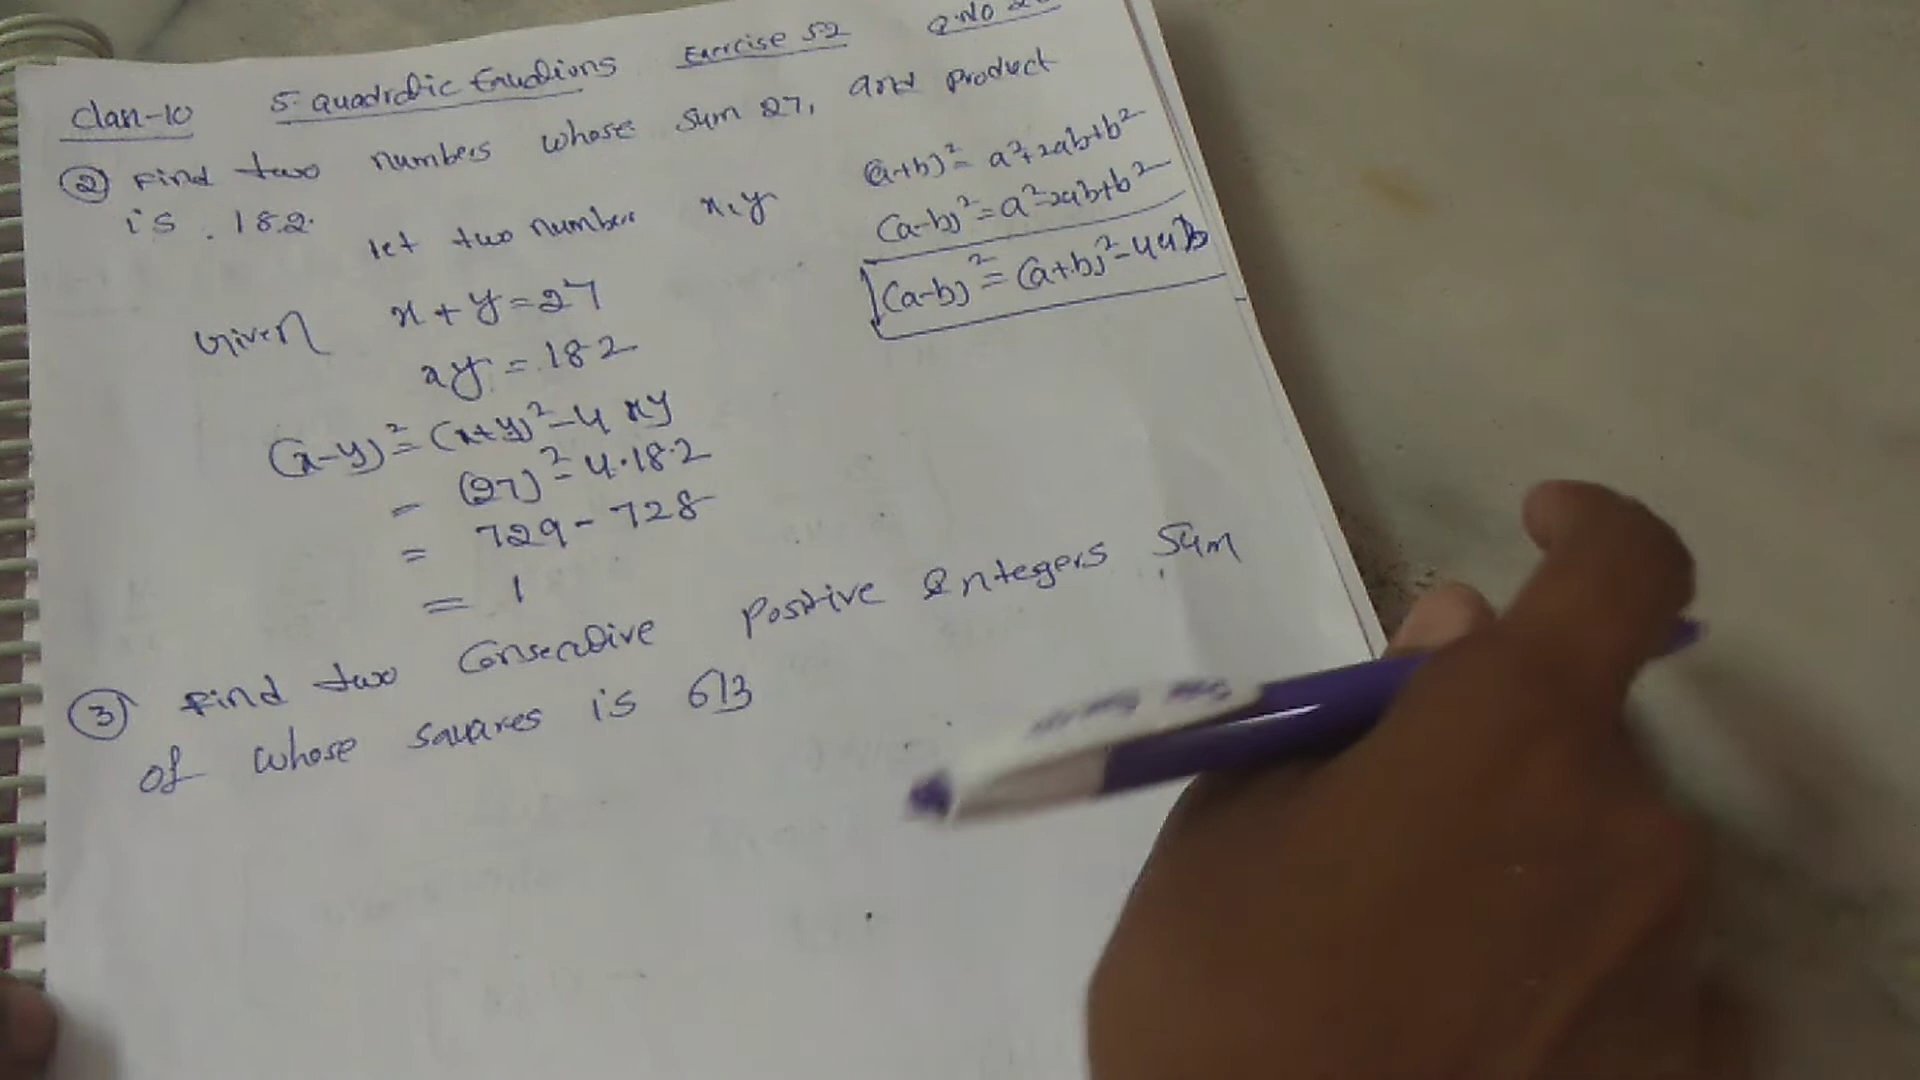 Class-10 5. Quadratic Equations Exercise 5.2 Q.NO
② Find two numbers whose sum 27, and product
is . 182.
let two numbers x, y
(a+b)² = a²+2ab+b²
(a-b)² = a²-2ab+b²
(a-b)² = (a+b)² - 4ab
Given x + y = 27
xy = 182
(x-y)² = (x+y)² - 4 xy
= (27)² - 4.182
= 729 - 728
= 1
③ Find two Consecutive positive Integers sum
of whose squares is 613